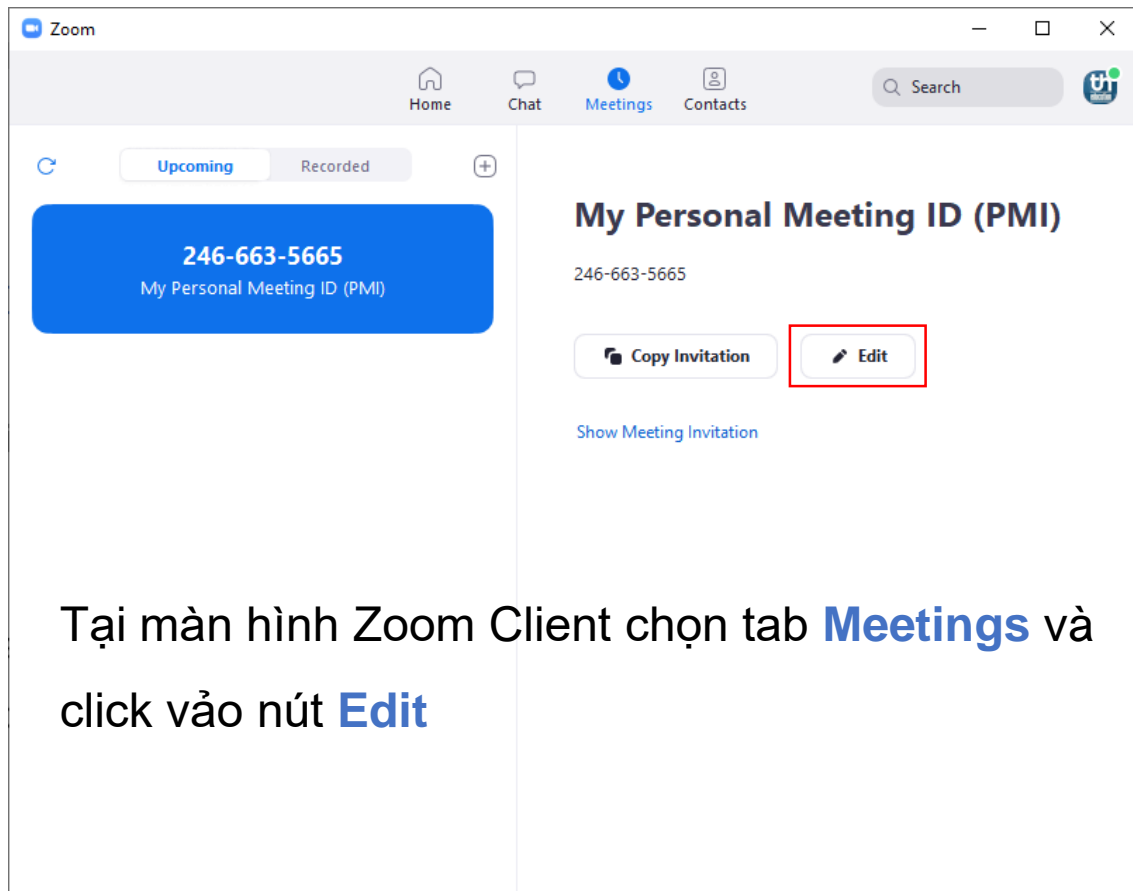 Zoom
Home
Chat
Meetings
Contacts
Search
Upcoming
Recorded
246-663-5665
My Personal Meeting ID (PMI)
My Personal Meeting ID (PMI)
246-663-5665
Copy Invitation
Edit
Show Meeting Invitation
Tại màn hình Zoom Client chọn tab Meetings và
click vảo nút Edit